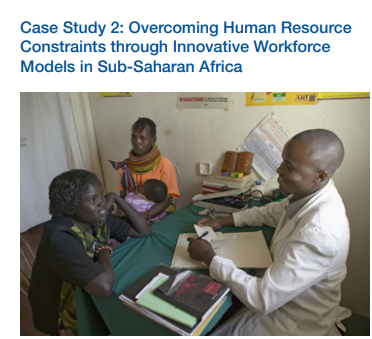 Case Study 2: Overcoming Human Resource
Constraints through Innovative Workforce
Models in Sub-Saharan Africa
ART